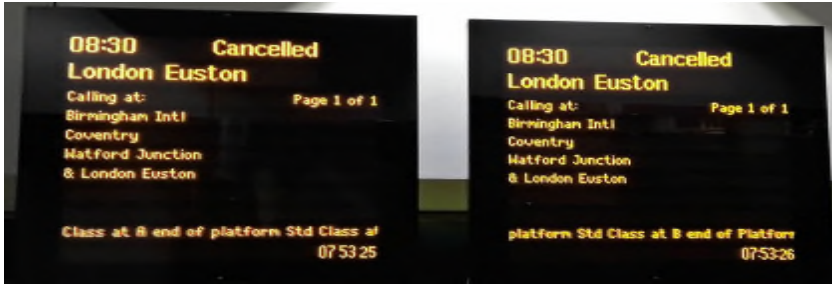 08:30 Cancelled
London Euston
Calling at: Page 1 of 1
Birmingham Intl
Coventry
Watford Junction
& London Euston
Class at A end of platform Std Class at
07:53:25
08:30 Cancelled
London Euston
Calling at: Page 1 of 1
Birmingham Intl
Coventry
Watford Junction
& London Euston
platform Std Class at B end of Platform
07:53:26